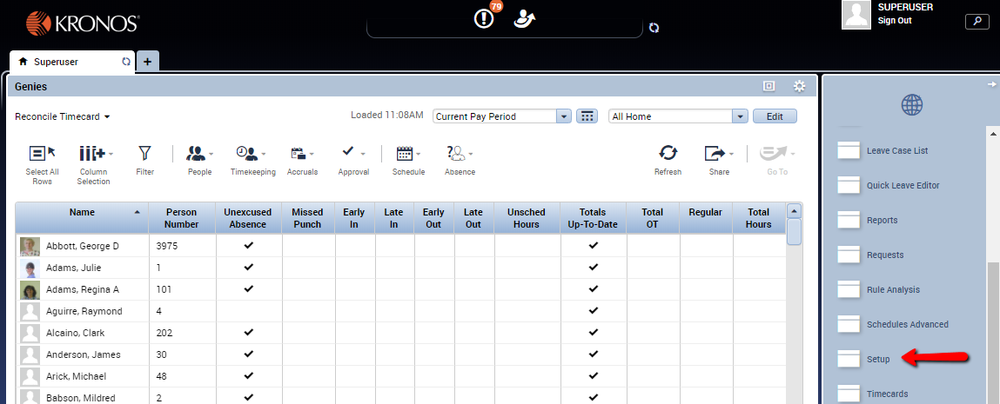 KRONOS
79
SUPERUSER
Sign Out
Superuser
+
Genies
Reconcile Timecard
Loaded 11:08AM
Current Pay Period
All Home
Edit
Select All
Rows
Column
Selection
Filter
People
Timekeeping
Accruals
Approval
Schedule
Absence
Refresh
Share
Go To
Name
Person
Number
Unexcused
Absence
Missed
Punch
Early
In
Late
In
Early
Out
Late
Out
Unsched
Hours
Totals
Up-To-Date
Total
OT
Regular
Total
Hours
Abbott, George D 3975
Adams, Julie 1
Adams, Regina A 101
Aguirre, Raymond 4
Alcaino, Clark 202
Anderson, James 30
Arick, Michael 48
Babson, Mildred 2
Leave Case List
Quick Leave Editor
Reports
Requests
Rule Analysis
Schedules Advanced
Setup
Timecards